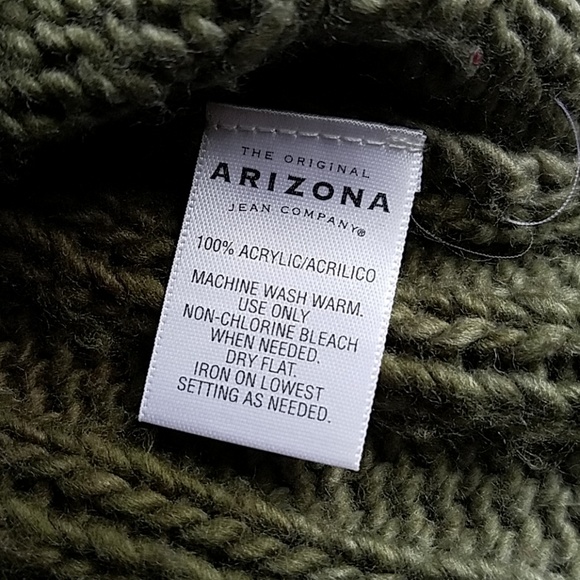 THE ORIGINAL
ARIZONA
JEAN COMPANY®
100% ACRYLIC/ACRILICO
MACHINE WASH WARM.
USE ONLY
NON-CHLORINE BLEACH
WHEN NEEDED.
DRY FLAT.
IRON ON LOWEST
SETTING AS NEEDED.